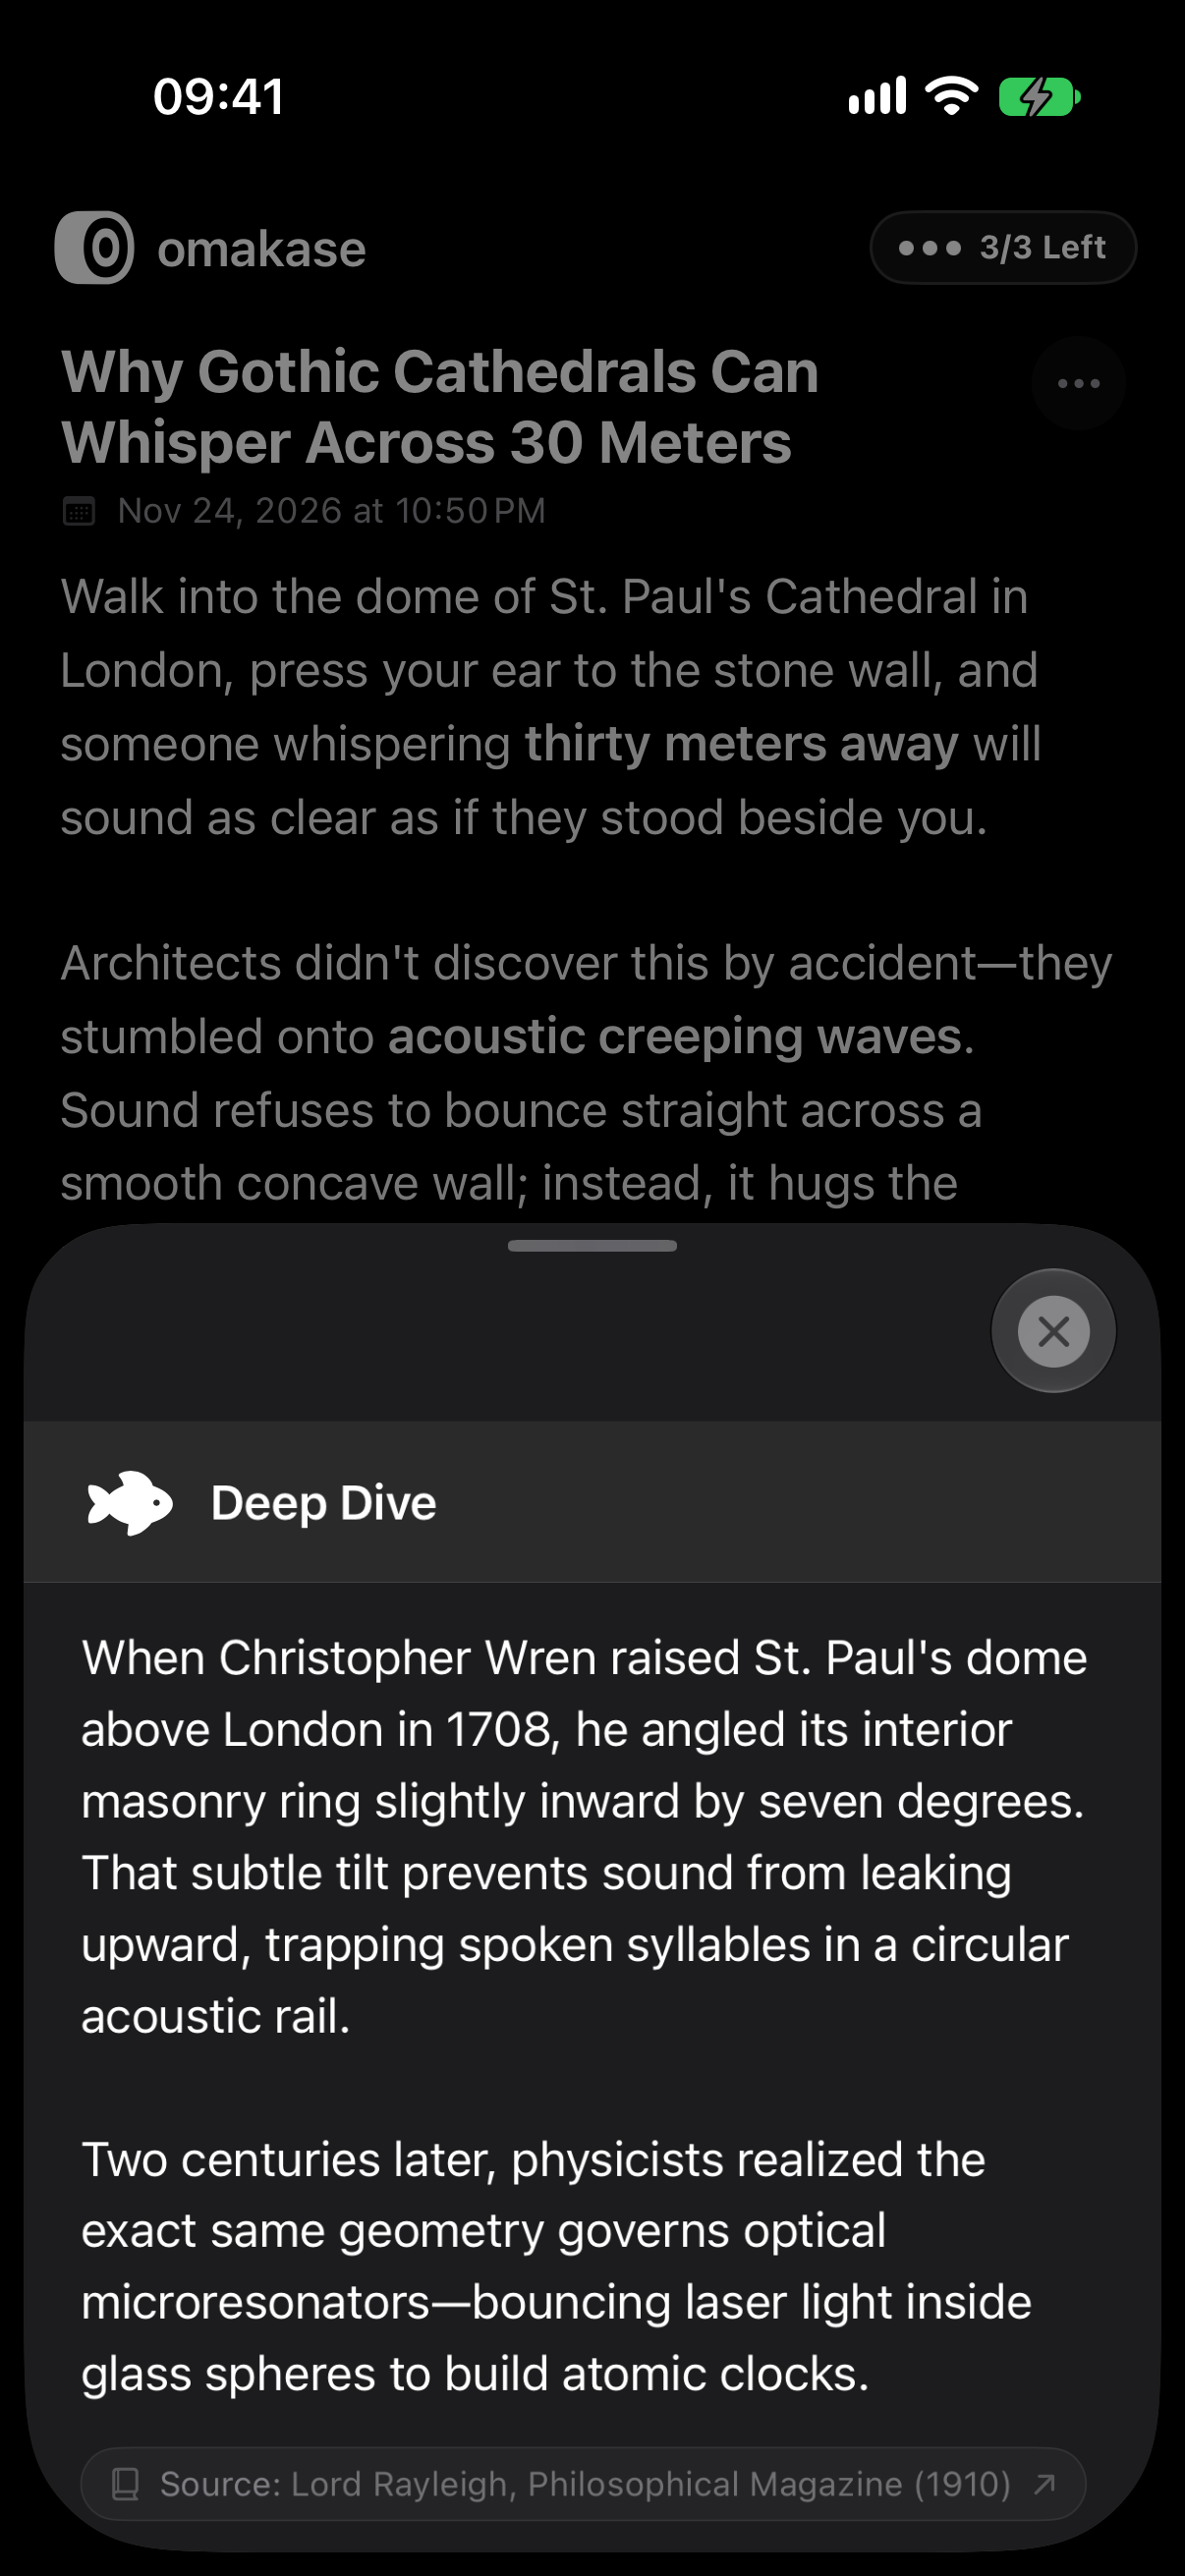 09:41
omakase
3/3 Left
Why Gothic Cathedrals Can
Whisper Across 30 Meters
Nov 24, 2026 at 10:50 PM
Walk into the dome of St. Paul's Cathedral in
London, press your ear to the stone wall, and
someone whispering thirty meters away will
sound as clear as if they stood beside you.
Architects didn't discover this by accident—they
stumbled onto acoustic creeping waves.
Sound refuses to bounce straight across a
smooth concave wall; instead, it hugs the
Deep Dive
When Christopher Wren raised St. Paul's dome
above London in 1708, he angled its interior
masonry ring slightly inward by seven degrees.
That subtle tilt prevents sound from leaking
upward, trapping spoken syllables in a circular
acoustic rail.
Two centuries later, physicists realized the
exact same geometry governs optical
microresonators—bouncing laser light inside
glass spheres to build atomic clocks.
Source: Lord Rayleigh, Philosophical Magazine (1910)